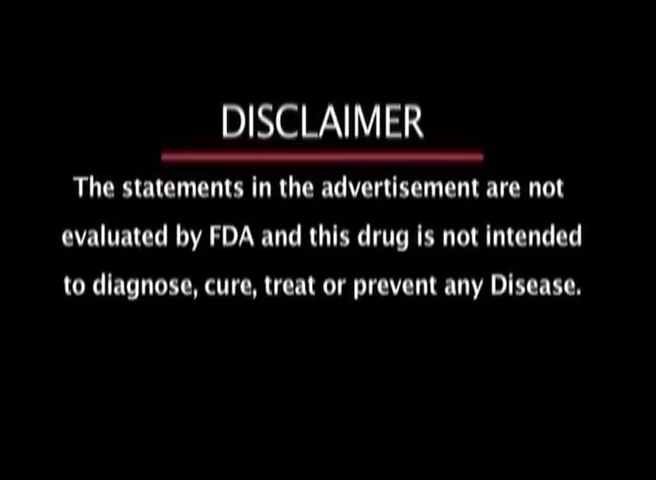 DISCLAIMER
The statements in the advertisement are not
evaluated by FDA and this drug is not intended
to diagnose, cure, treat or prevent any Disease.